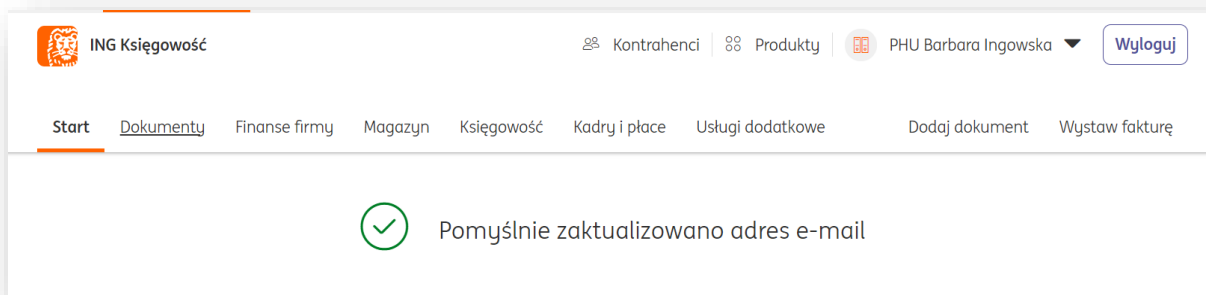 ING Księgowość Kontrahenci Produkty PHU Barbara Ingowska Wyloguj
Start Dokumenty Finanse firmy Magazyn Księgowość Kadry i płace Usługi dodatkowe Dodaj dokument Wystaw fakturę
Pomyślnie zaktualizowano adres e-mail